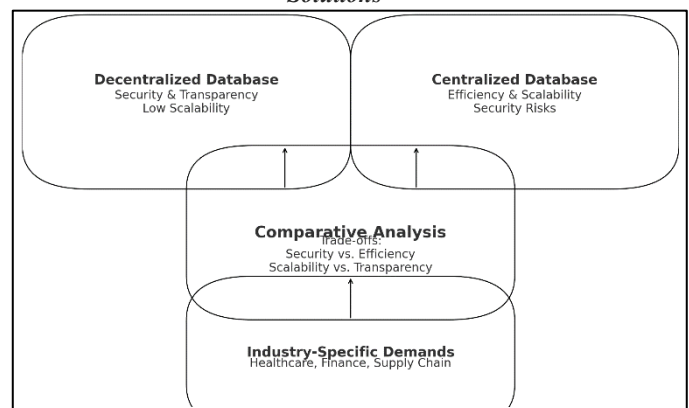 Solutions
Decentralized Database
Security & Transparency
Low Scalability
Centralized Database
Efficiency & Scalability
Security Risks
Comparative Analysis
Trade-offs:
Security vs. Efficiency
Scalability vs. Transparency
Industry-Specific Demands
Healthcare, Finance, Supply Chain